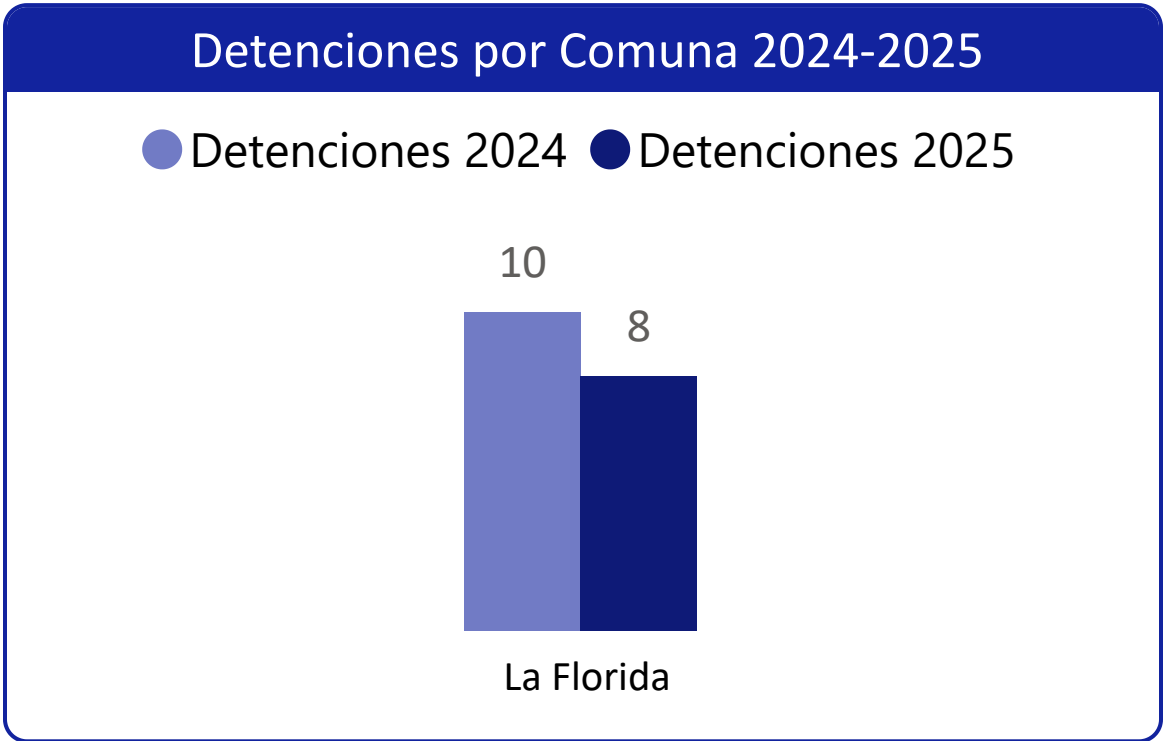 Detenciones por Comuna 2024-2025
Detenciones 2024 Detenciones 2025
10
8
La Florida